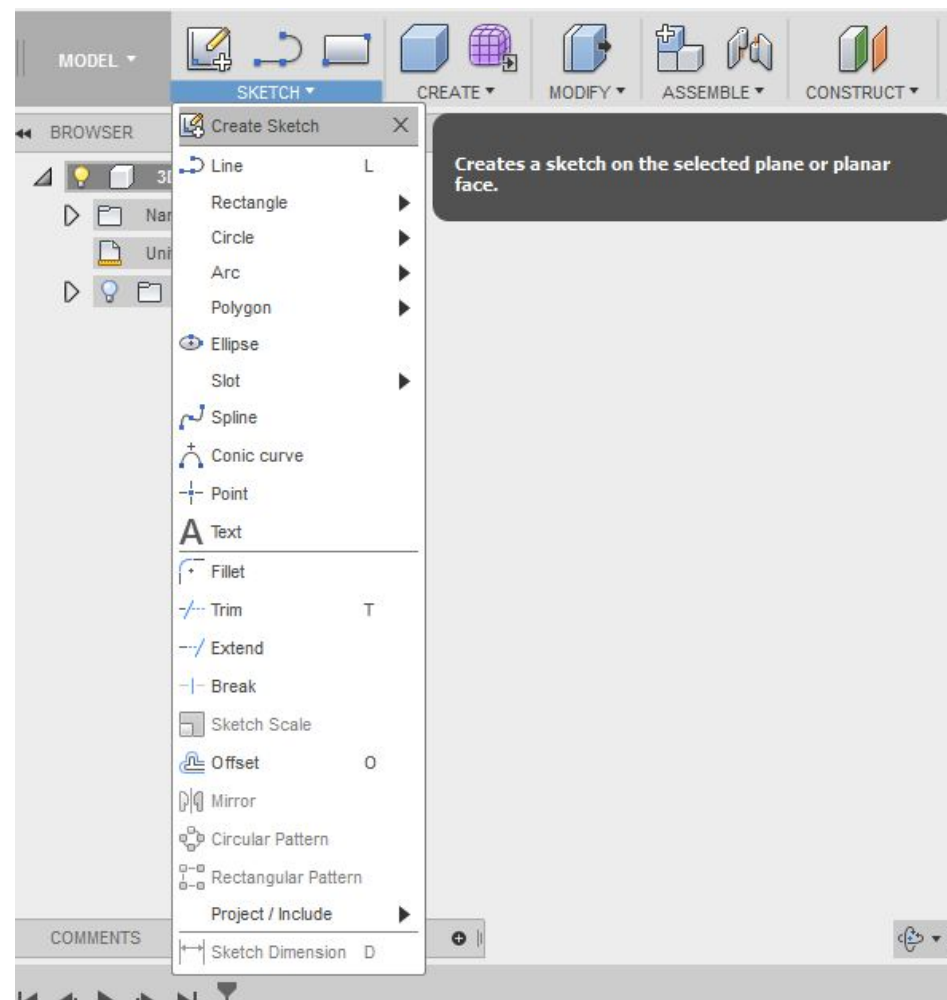 MODEL
SKETCH
CREATE
MODIFY
ASSEMBLE
CONSTRUCT
BROWSER
Create Sketch
Creates a sketch on the selected plane or planar
face.
Line L
Rectangle
Circle
Arc
Polygon
Ellipse
Slot
Spline
Conic curve
Point
A Text
Fillet
Trim T
Extend
Break
Sketch Scale
Offset O
Mirror
Circular Pattern
Rectangular Pattern
Project / Include
COMMENTS
Sketch Dimension D